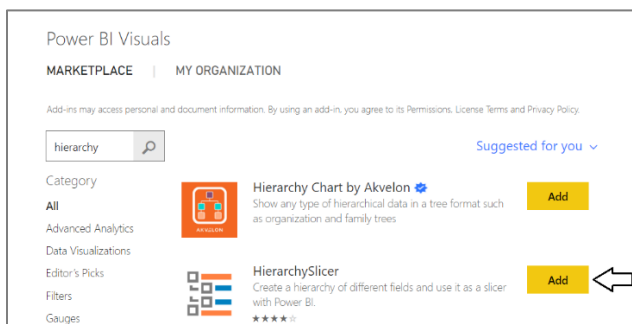 Power BI Visuals
MARKETPLACE | MY ORGANIZATION
Add-ins may access personal and document information. By using an add-in, you agree to its Permissions, License Terms and Privacy Policy.
hierarchy
Suggested for you
Category
All
Advanced Analytics
Data Visualizations
Editor's Picks
Filters
Gauges
AKVELON
Hierarchy Chart by Akvelon
Show any type of hierarchical data in a tree format such
as organization and family trees
Add
HierarchySlicer
Create a hierarchy of different fields and use it as a slicer
with Power BI.
Add